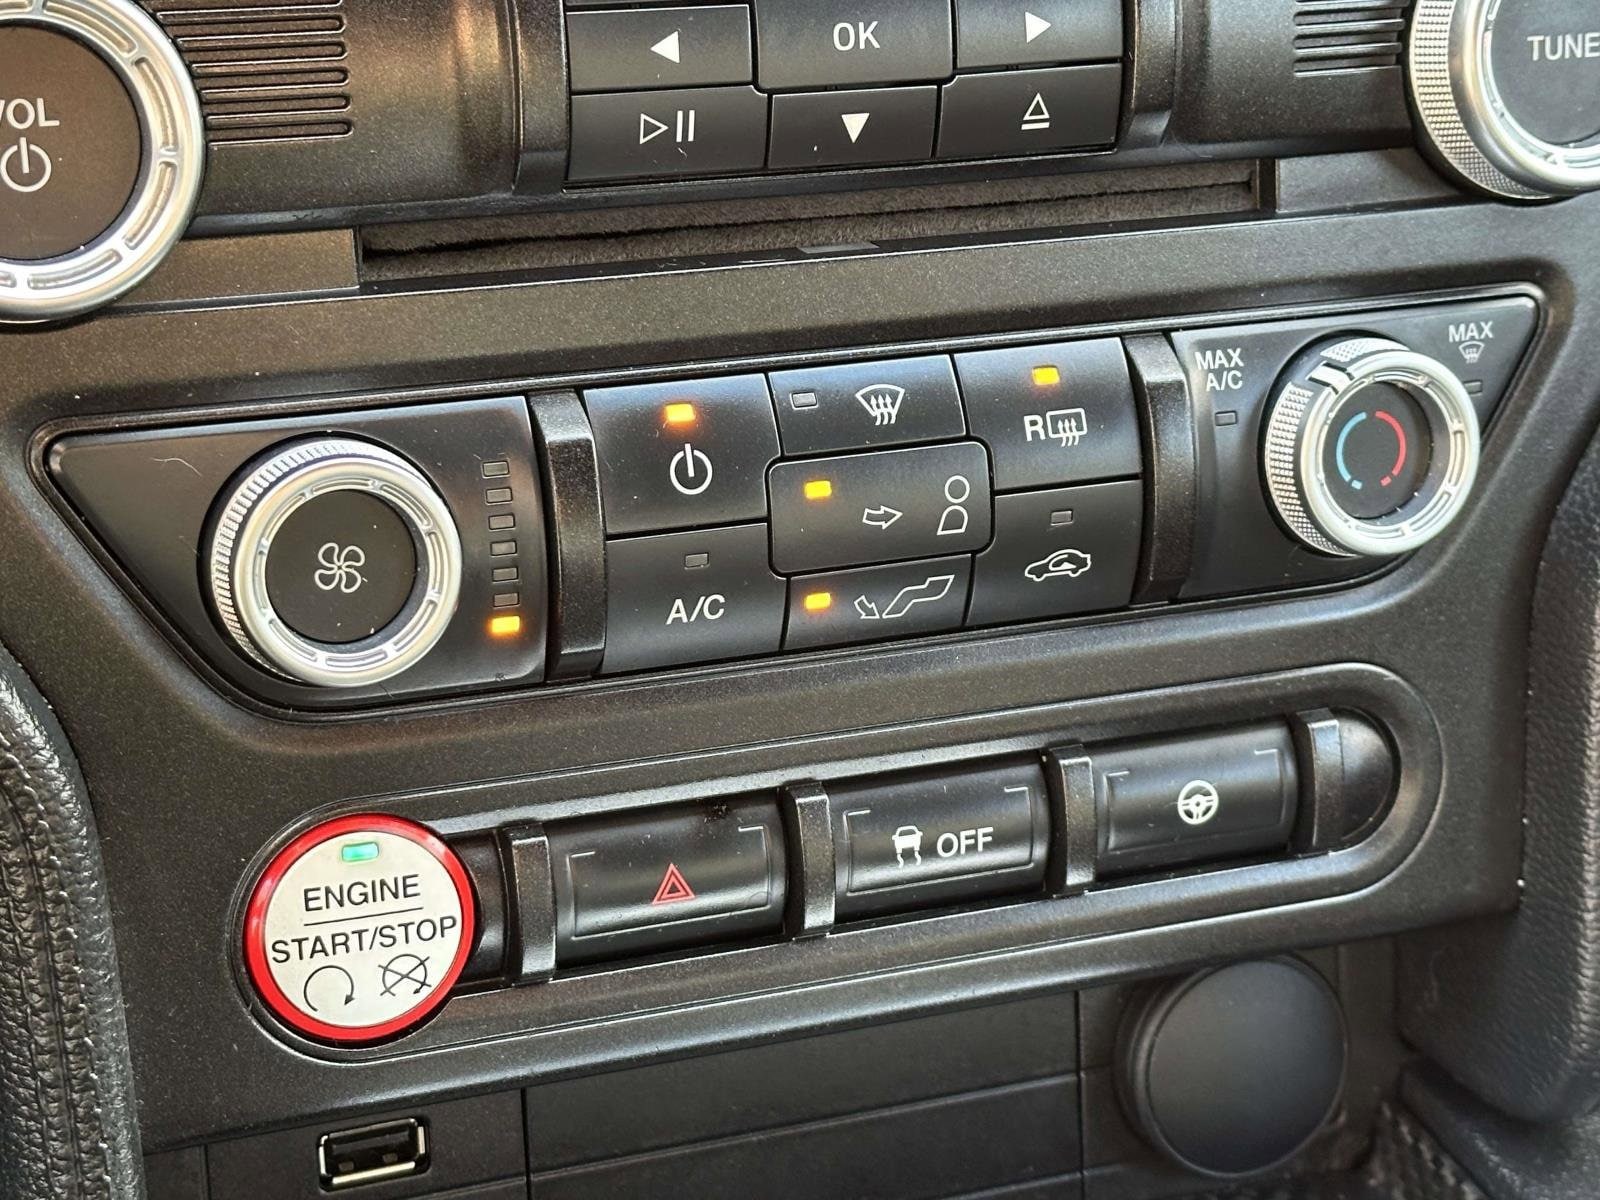 OK
TUNE
VOL
MAX
MAX
A/C
R
A/C
OFF
ENGINE
START/STOP